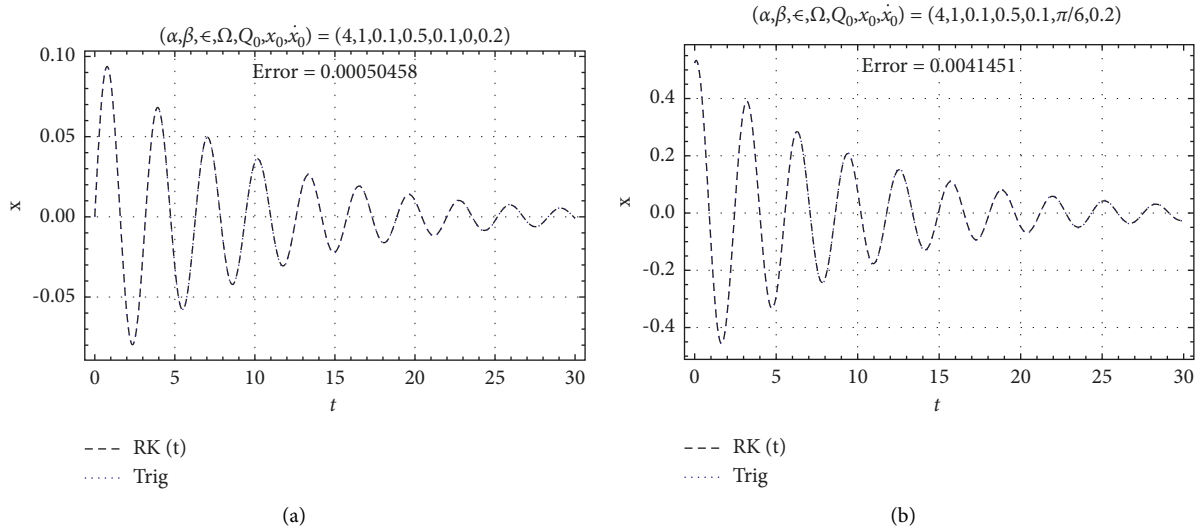 (α,β,∈,Ω,Q₀,x₀,ẋ₀) = (4,1,0.1,0.5,0.1,0,0.2)
Error = 0.00050458
0.10
0.05
0.00
-0.05
x
0 5 10 15 20 25 30
t
RK (t)
Trig
(a)
(α,β,∈,Ω,Q₀,x₀,ẋ₀) = (4,1,0.1,0.5,0.1,π/6,0.2)
Error = 0.0041451
0.4
0.2
0.0
-0.2
-0.4
x
0 5 10 15 20 25 30
t
RK (t)
Trig
(b)